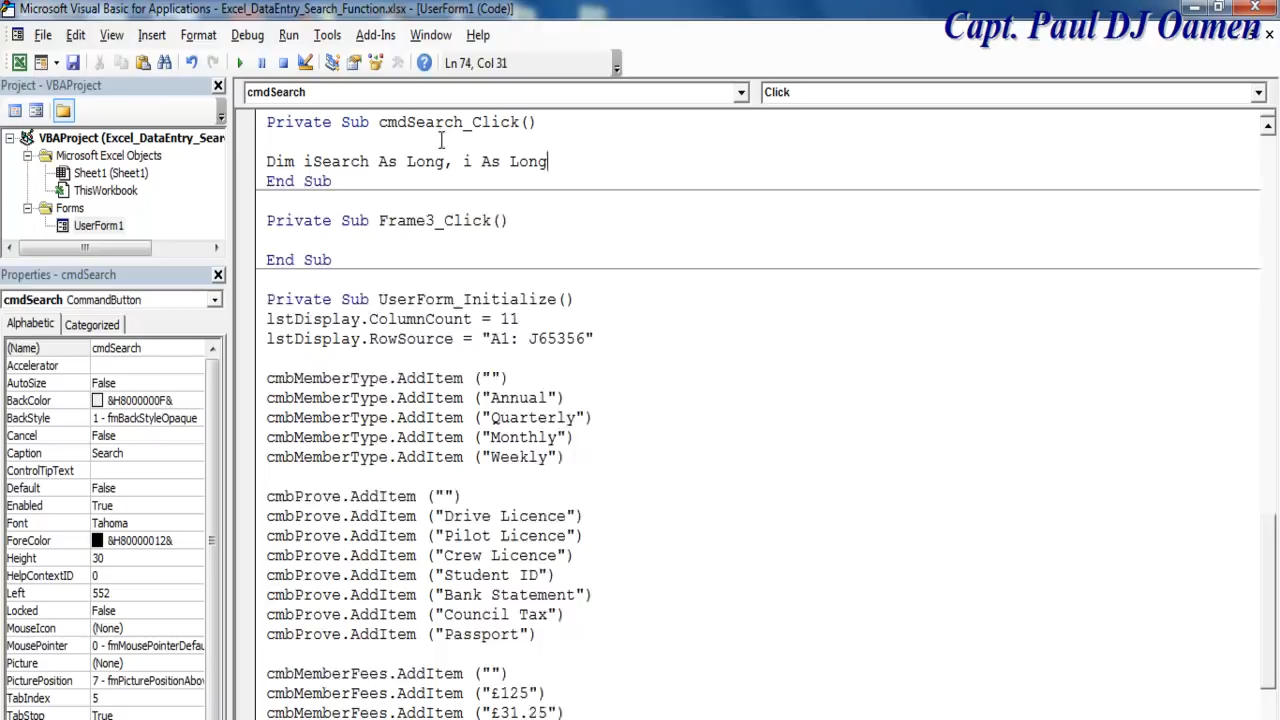 Microsoft Visual Basic for Applications - Excel_DataEntry_Search_Function.xlsx - [UserForm1 (Code)]
Capt. Paul DJ Oamen
File Edit View Insert Format Debug Run Tools Add-Ins Window Help
Ln 74, Col 31
Project - VBAProject
VBAProject (Excel_DataEntry_Sear
Microsoft Excel Objects
Sheet1 (Sheet1)
ThisWorkbook
Forms
UserForm1
Properties - cmdSearch
cmdSearch CommandButton
Alphabetic Categorized
(Name) cmdSearch
Accelerator
AutoSize False
BackColor &H8000000F&
BackStyle 1 - fmBackStyleOpaque
Cancel False
Caption Search
ControlTipText
Default False
Enabled True
Font Tahoma
ForeColor &H80000012&
Height 30
HelpContextID 0
Left 552
Locked False
MouseIcon (None)
MousePointer 0 - fmMousePointerDefau
Picture (None)
PicturePosition 7 - fmPicturePositionAbov
TabIndex 5
TabStop True
cmdSearch Click
Private Sub cmdSearch_Click()
Dim iSearch As Long, i As Long
End Sub
Private Sub Frame3_Click()
End Sub
Private Sub UserForm_Initialize()
lstDisplay.ColumnCount = 11
lstDisplay.RowSource = "A1: J65356"
cmbMemberType.AddItem ("")
cmbMemberType.AddItem ("Annual")
cmbMemberType.AddItem ("Quarterly")
cmbMemberType.AddItem ("Monthly")
cmbMemberType.AddItem ("Weekly")
cmbProve.AddItem ("")
cmbProve.AddItem ("Drive Licence")
cmbProve.AddItem ("Pilot Licence")
cmbProve.AddItem ("Crew Licence")
cmbProve.AddItem ("Student ID")
cmbProve.AddItem ("Bank Statement")
cmbProve.AddItem ("Council Tax")
cmbProve.AddItem ("Passport")
cmbMemberFees.AddItem ("")
cmbMemberFees.AddItem ("£125")
cmbMemberFees.AddItem ("£31.25")